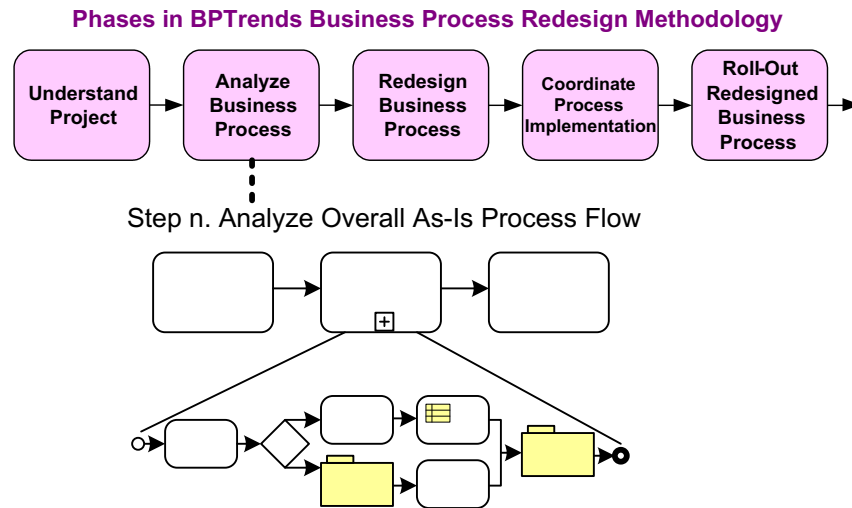 Phases in BPTrends Business Process Redesign Methodology
Understand
Project
Analyze
Business
Process
Redesign
Business
Process
Coordinate
Process
Implementation
Roll-Out
Redesigned
Business
Process
Step n. Analyze Overall As-Is Process Flow